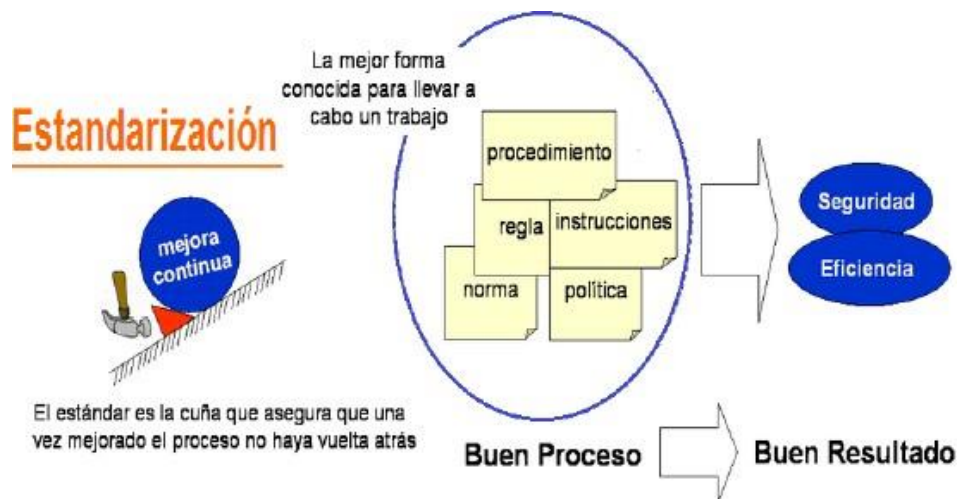 Estandarización
mejora
continua
El estándar es la cuña que asegura que una
vez mejorado el proceso no haya vuelta atrás
La mejor forma
conocida para llevar a
cabo un trabajo
procedimiento
regla
instrucciones
norma
política
Seguridad
Eficiencia
Buen Proceso
Buen Resultado